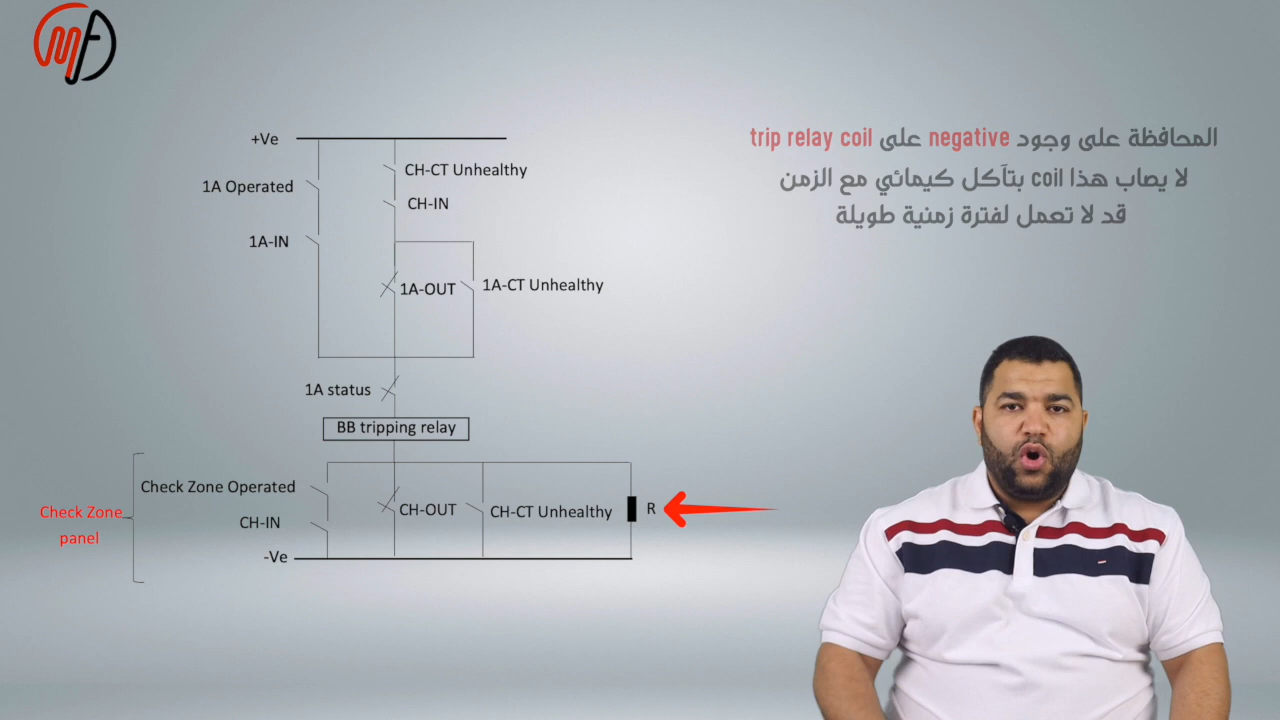 المحافظة على وجود negative على trip relay coil
لا يصاب هذا coil بتآكل كيمائي مع الزمن
قد لا تعمل لفترة زمنية طويلة
+Ve
CH-CT Unhealthy
1A Operated
CH-IN
1A-IN
1A-OUT
1A-CT Unhealthy
1A status
BB tripping relay
Check Zone Operated
CH-OUT
CH-CT Unhealthy
R
Check Zone
panel
CH-IN
-Ve